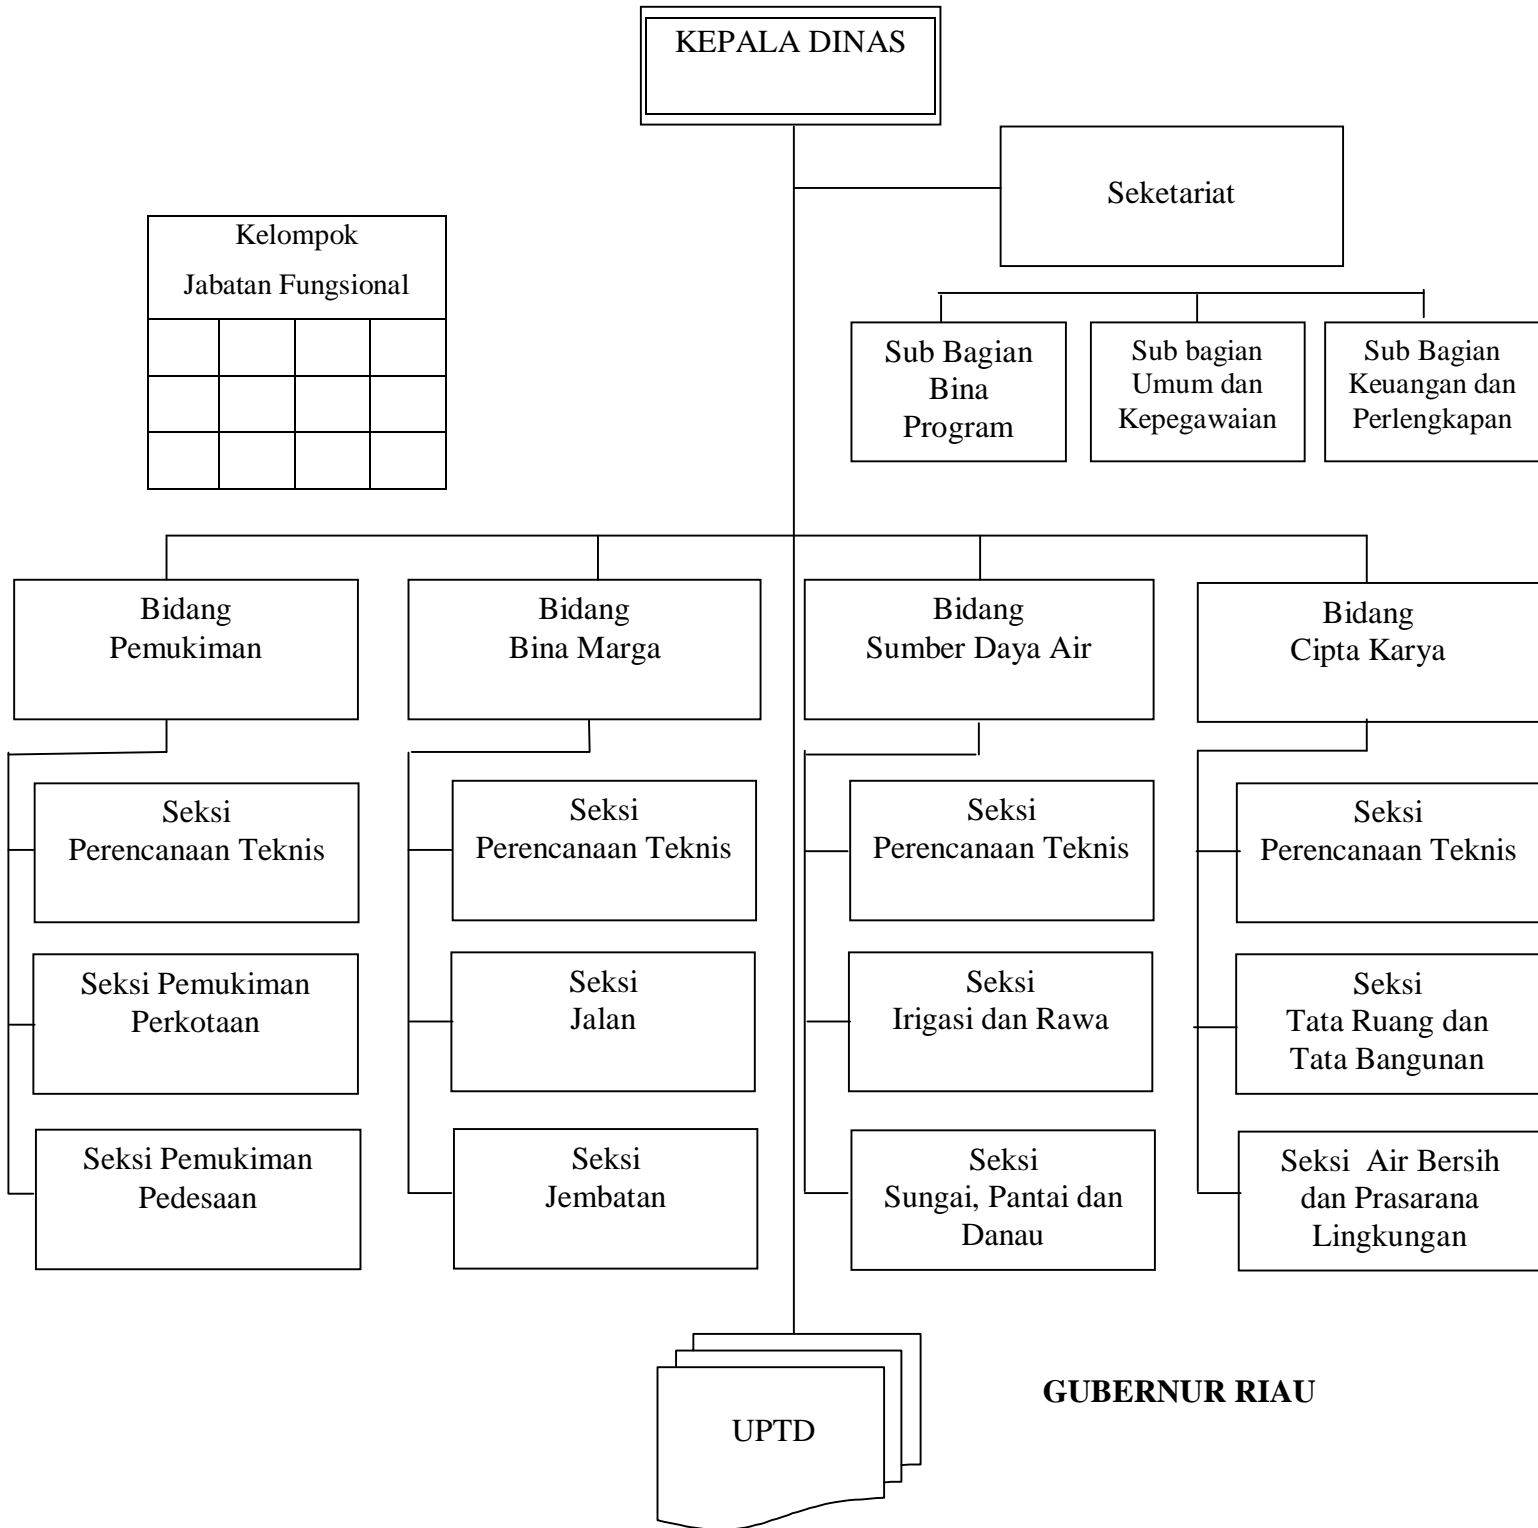 KEPALA DINAS
Seketariat
Kelompok
Jabatan Fungsional
Sub Bagian
Bina
Program
Sub bagian
Umum dan
Kepegawaian
Sub Bagian
Keuangan dan
Perlengkapan
Bidang
Pemukiman
Bidang
Bina Marga
Bidang
Sumber Daya Air
Bidang
Cipta Karya
Seksi
Perencanaan Teknis
Seksi
Perencanaan Teknis
Seksi
Perencanaan Teknis
Seksi
Perencanaan Teknis
Seksi Pemukiman
Perkotaan
Seksi
Jalan
Seksi
Irigasi dan Rawa
Seksi
Tata Ruang dan
Tata Bangunan
Seksi Pemukiman
Pedesaan
Seksi
Jembatan
Seksi
Sungai, Pantai dan
Danau
Seksi  Air Bersih
dan Prasarana
Lingkungan
GUBERNUR RIAU
UPTD